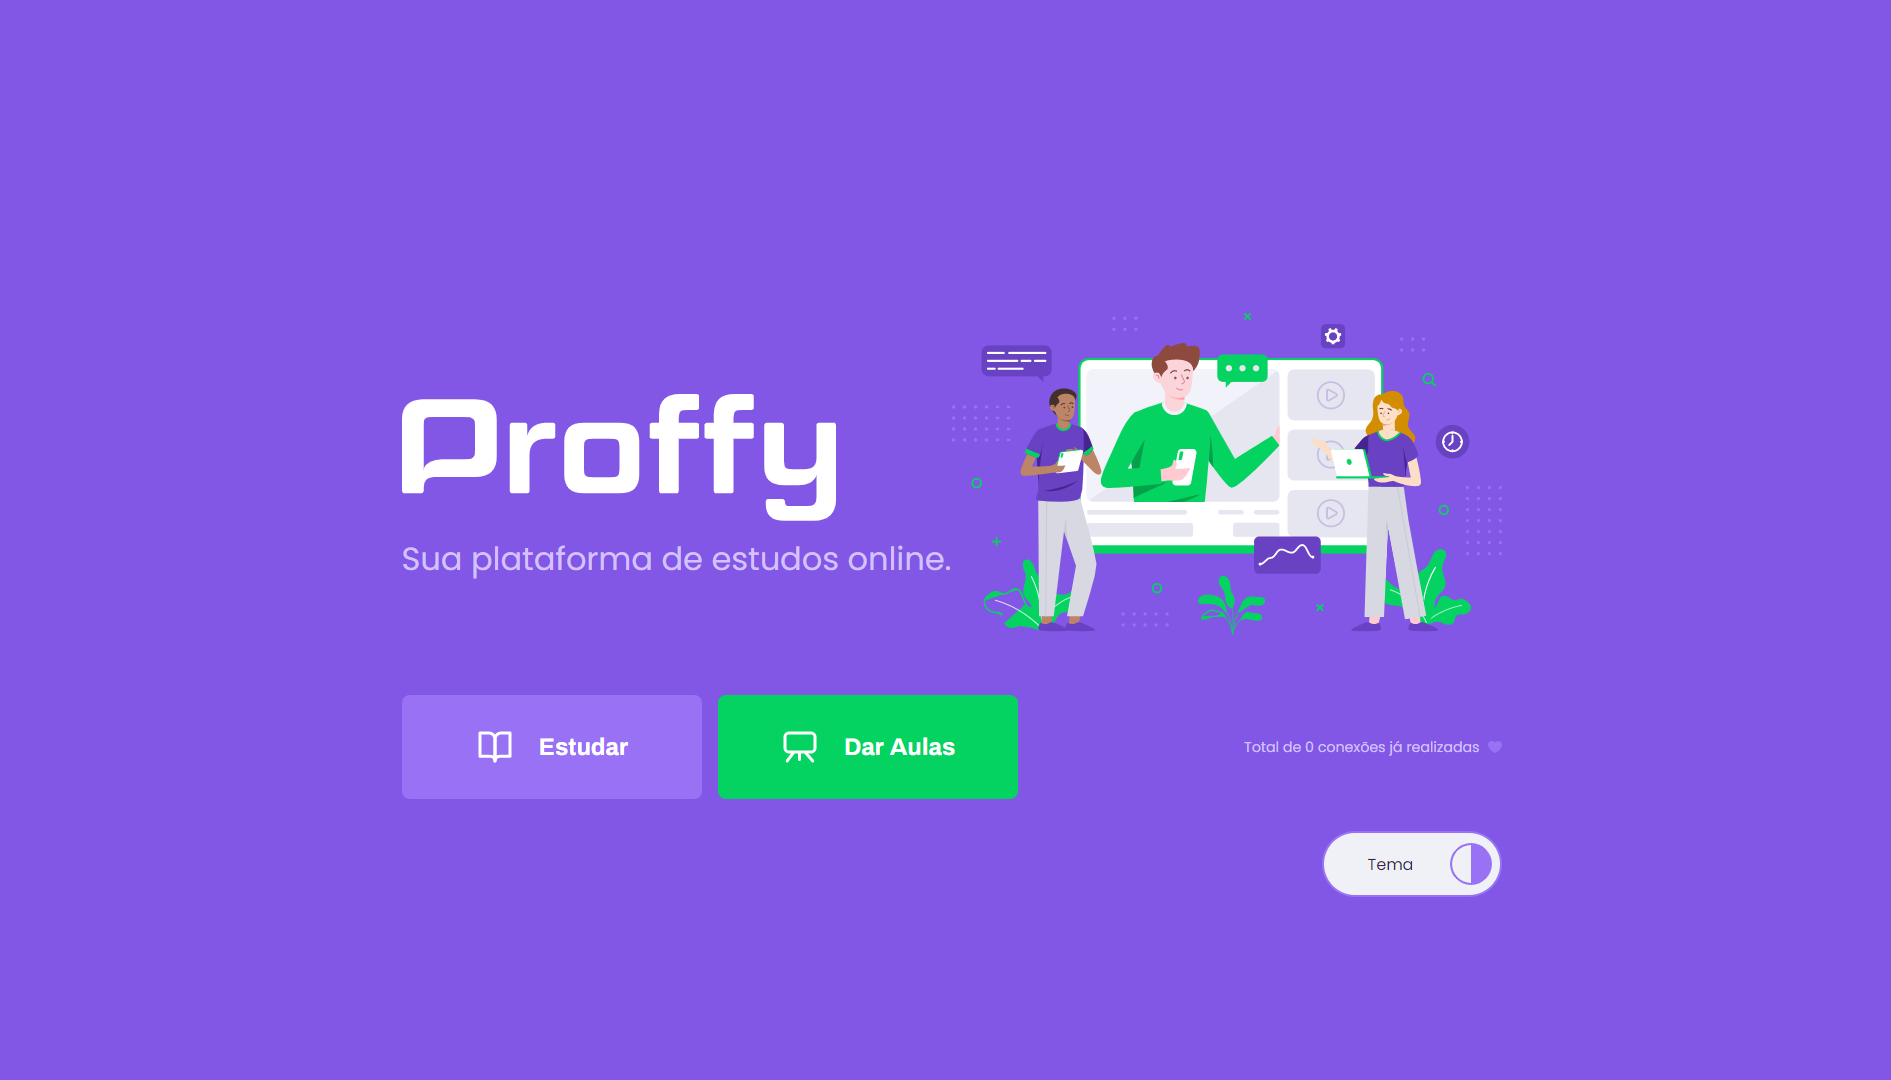 Proffy
Sua plataforma de estudos online.
Estudar
Dar Aulas
Total de 0 conexões já realizadas
Tema